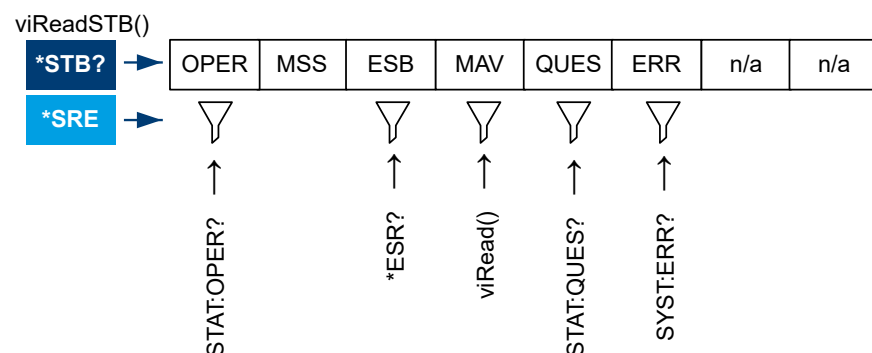 viReadSTB()
*STB?
OPER MSS ESB MAV QUES ERR n/a n/a
*SRE
STAT:OPER?
*ESR?
viRead()
STAT:QUES?
SYST:ERR?